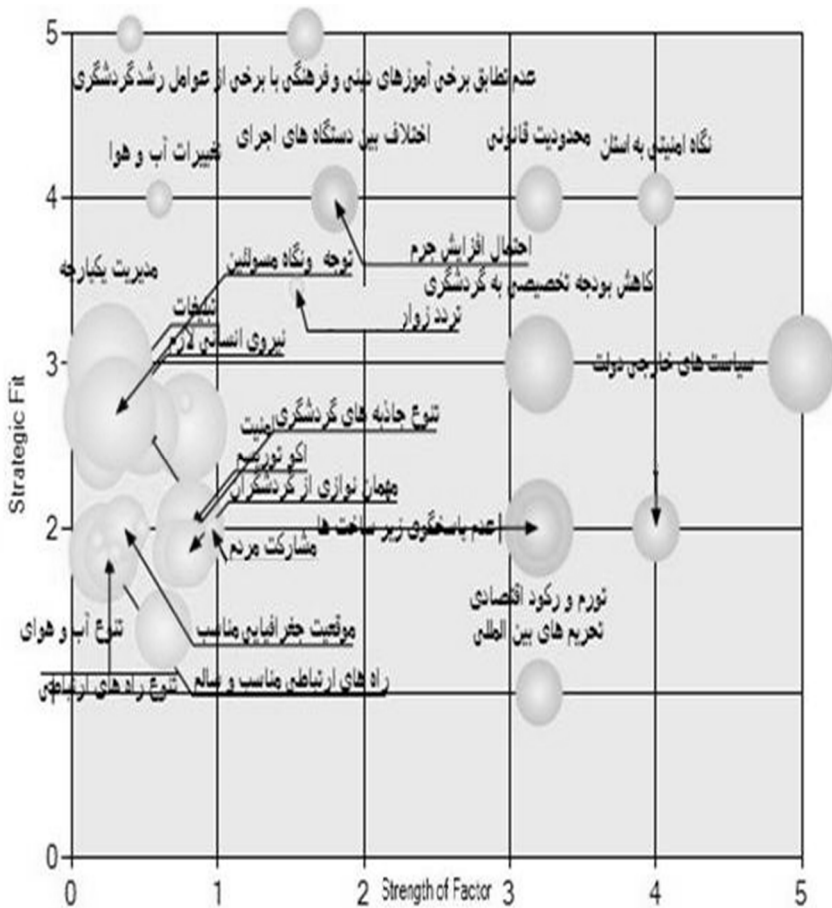 5
عدم تطابق برخی آموزهای دینی و فرهنگی با برخی از عوامل رشد گردشگری
اختلاف بین دستگاه های اجرای
محدودیت قانونی
نگاه امنیتی به استان
تغییرات آب و هوا
4
احتمال افزایش جرم
توجه ونگاه مسولئین
مدیریت یکپارچه
کاهش بودجه تخصیصی به گردشگری
تبلیغات
تردد زوار
نیروی انسانی لازم
3
سیاست های خارجی دولت
Strategic Fit
تنوع جاذبه های گردشگری
امنیت
اکو توریسم
مهمان نوازی از گردشگران
2
عدم پاسخگوی زیر ساخت ها
مشارکت مردم
تورم و رکود اقتصادی
تحریم های بین المللی
تنوع آب و هوای
موقعیت جغرافیایی مناسب
راه های ارتباطی مناسب و سالم
تنوع راه های ارتباطی
0
0 1 2 Strength of Factor 3 4 5